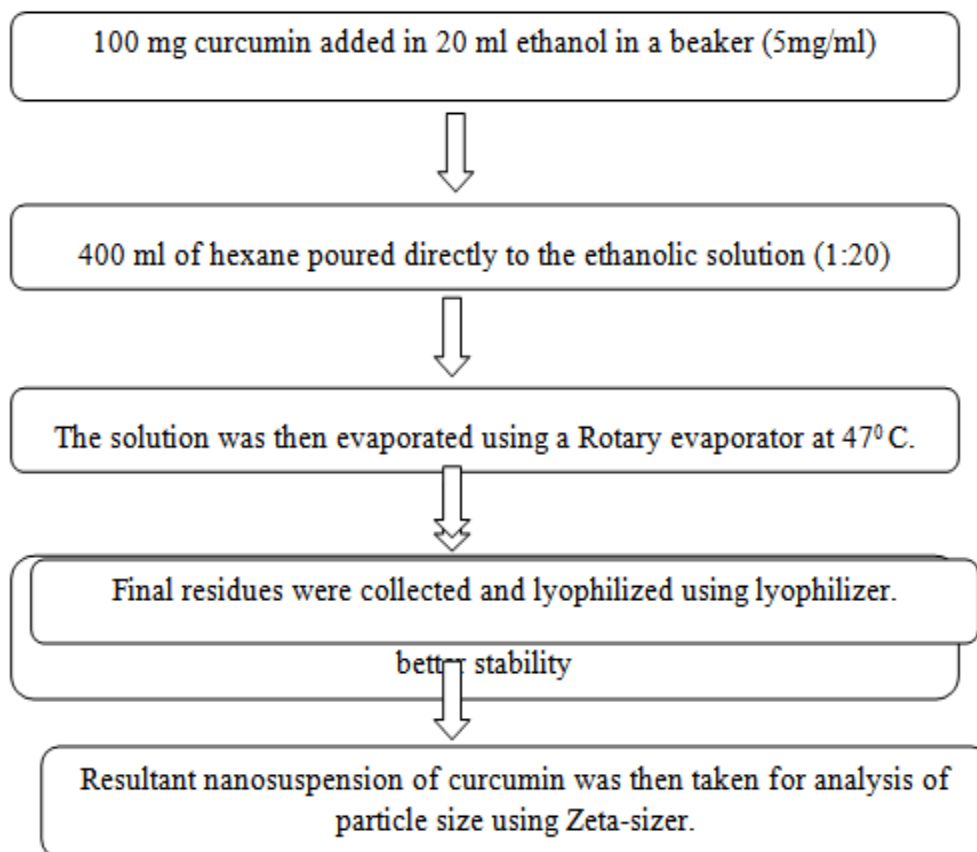 100 mg curcumin added in 20 ml ethanol in a beaker (5mg/ml)
400 ml of hexane poured directly to the ethanolic solution (1:20)
The solution was then evaporated using a Rotary evaporator at 47⁰ C.
Final residues were collected and lyophilized using lyophilizer.
better stability
Resultant nanosuspension of curcumin was then taken for analysis of
particle size using Zeta-sizer.